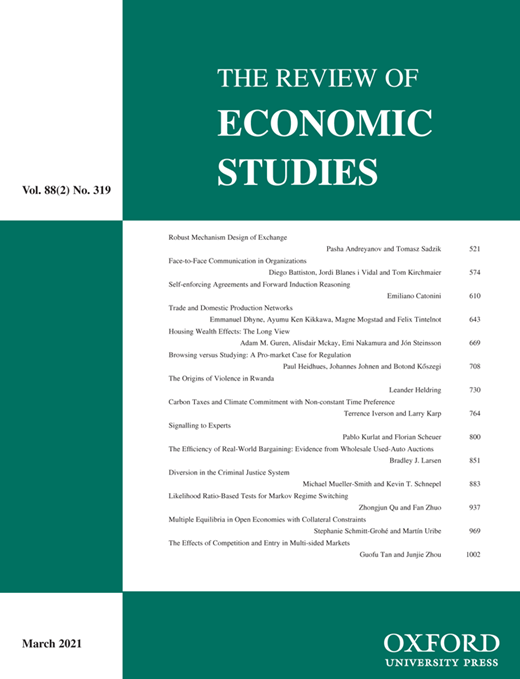 THE REVIEW OF
ECONOMIC
STUDIES
Vol. 88(2) No. 319
Robust Mechanism Design of Exchange
Pasha Andreyanov and Tomasz Sadzik 521
Face-to-Face Communication in Organizations
Diego Battiston, Jordi Blanes i Vidal and Tom Kirchmaier 574
Self-enforcing Agreements and Forward Induction Reasoning
Emiliano Catonini 610
Trade and Domestic Production Networks
Emmanuel Dhyne, Ayumu Ken Kikkawa, Magne Mogstad and Felix Tintelnot 643
Housing Wealth Effects: The Long View
Adam M. Guren, Alisdair Mckay, Emi Nakamura and Jón Steinsson 669
Browsing versus Studying: A Pro-market Case for Regulation
Paul Heidhues, Johannes Johnen and Botond Kőszegi 708
The Origins of Violence in Rwanda
Leander Heldring 730
Carbon Taxes and Climate Commitment with Non-constant Time Preference
Terrence Iverson and Larry Karp 764
Signalling to Experts
Pablo Kurlat and Florian Scheuer 800
The Efficiency of Real-World Bargaining: Evidence from Wholesale Used-Auto Auctions
Bradley J. Larsen 851
Diversion in the Criminal Justice System
Michael Mueller-Smith and Kevin T. Schnepel 883
Likelihood Ratio-Based Tests for Markov Regime Switching
Zhongjun Qu and Fan Zhuo 937
Multiple Equilibria in Open Economies with Collateral Constraints
Stephanie Schmitt-Grohé and Martín Uribe 969
The Effects of Competition and Entry in Multi-sided Markets
Guofu Tan and Junjie Zhou 1002
March 2021
OXFORD
UNIVERSITY PRESS